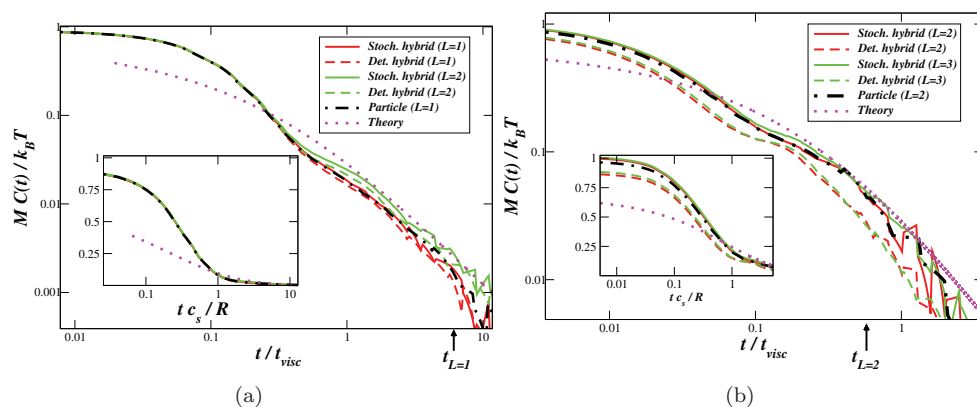 1
0.1
0.01
0.001
M C(t) / k_B T
Stoch. hybrid (L=1)
Det. hybrid (L=1)
Stoch. hybrid (L=2)
Det. hybrid (L=2)
Particle (L=1)
Theory
1
0.75
0.5
0.25
0.1 1 10
t c_s / R
0.01 0.1 1 10
t / t_visc
t_L=1
(a)
1
0.1
0.01
M C(t) / k_B T
Stoch. hybrid (L=2)
Det. hybrid (L=2)
Stoch. hybrid (L=3)
Det. hybrid (L=3)
Particle (L=2)
Theory
1
0.75
0.5
0.25
0
0.01 0.1 1
t c_s / R
0.01 0.1 1
t / t_visc
t_L=2
(b)